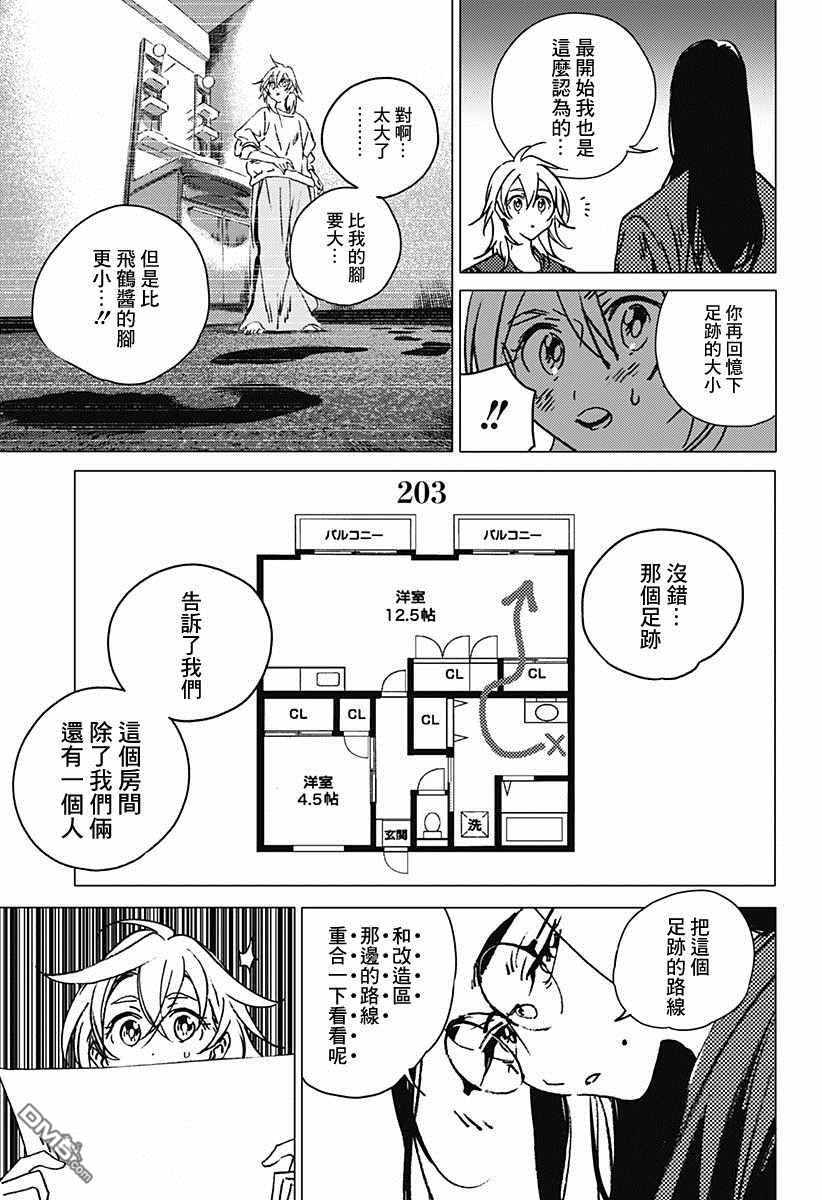 最開始我也是
這麼認為的…
你再回憶下
足跡的大小
!!
對啊…
太大了
………
比我的腳
要大…
但是比
飛鶴醬的腳
更小…!!
203
バルコニー
バルコニー
洋室
12.5帖
CL
CL
CL
CL
CL
洋室
4.5帖
玄関
洗
沒錯…
那個足跡
告訴了我們
這個房間
除了我們倆
還有一個人
把這個
足跡的路線
和改造區
那邊的路線
重合一下看看呢
DM5.com